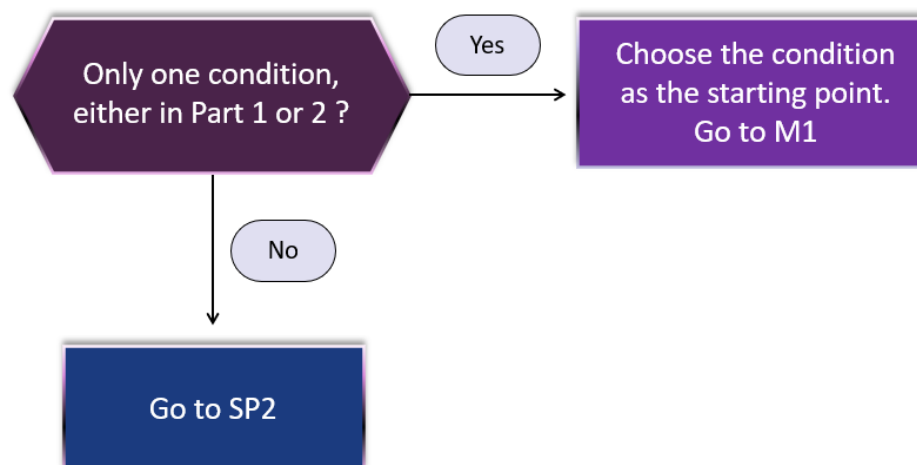 Only one condition,
either in Part 1 or 2 ?
Yes
Choose the condition
as the starting point.
Go to M1
No
Go to SP2